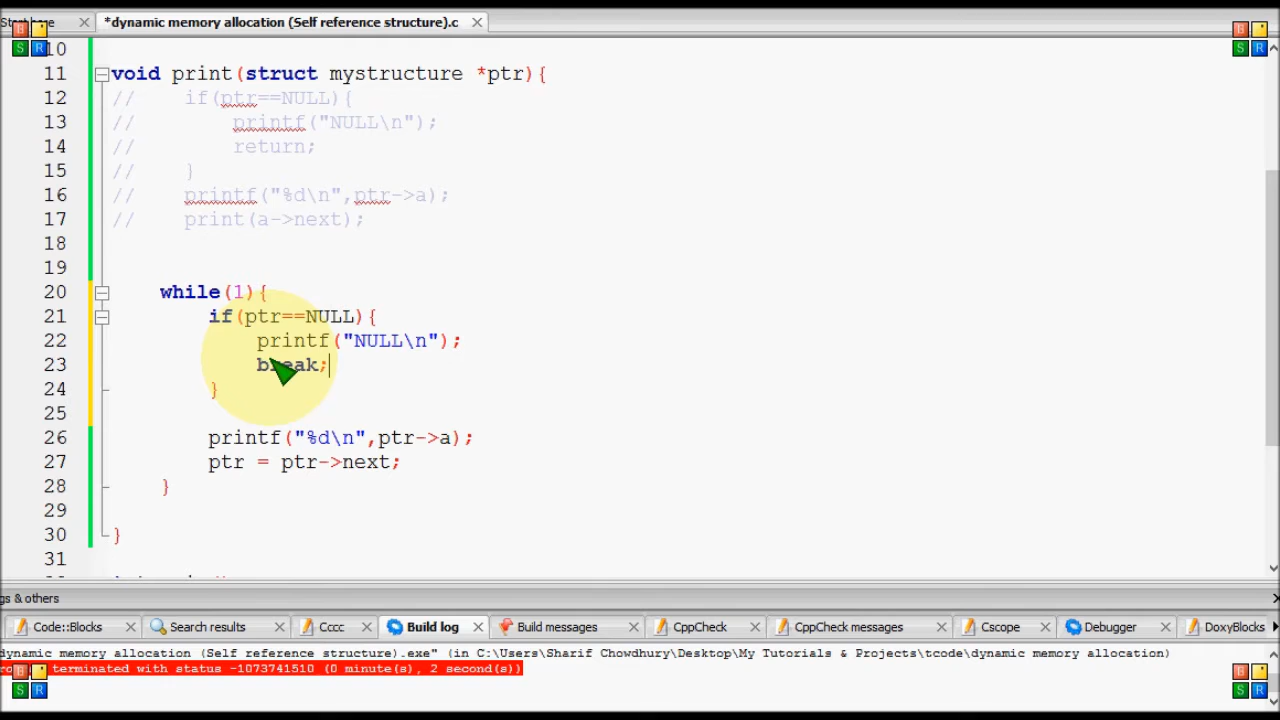 *dynamic memory allocation (Self reference structure).c
10
11 void print(struct mystructure *ptr){
12 // if(ptr==NULL){
13 // printf("NULL\n");
14 // return;
15 // }
16 // printf("%d\n",ptr->a);
17 // print(a->next);
18
19
20 while(1){
21 if(ptr==NULL){
22 printf("NULL\n");
23 break;
24 }
25
26 printf("%d\n",ptr->a);
27 ptr = ptr->next;
28 }
29
30 }
31
gs & others
Code::Blocks Search results Cccc Build log Build messages CppCheck CppCheck messages Cscope Debugger DoxyBlocks
dynamic memory allocation (Self reference structure).exe" (in C:\Users\Sharif Chowdhury\Desktop\My Tutorials & Projects\tcode\dynamic memory allocation)
terminated with status -1073741510 (0 minute(s), 2 second(s))
B
S R
B
S R
B
S R
B
S R